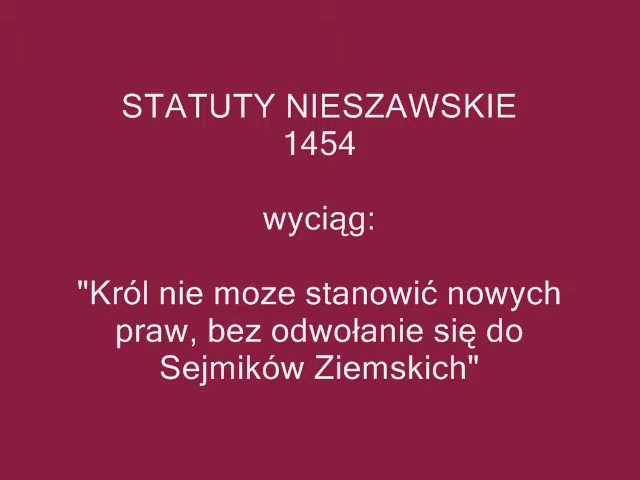 STATUTY NIESZAWSKIE
1454
wyciąg:
"Król nie moze stanowić nowych
praw, bez odwołanie się do
Sejmików Ziemskich"